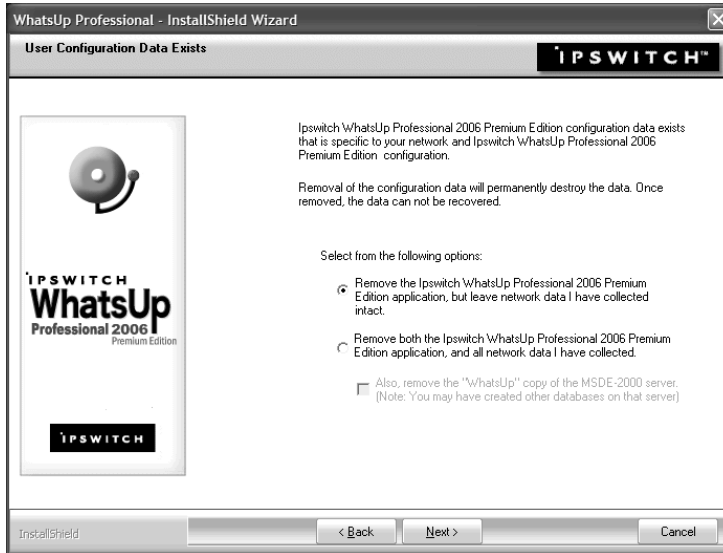 WhatsUp Professional - InstallShield Wizard
User Configuration Data Exists
IPSWITCH™
Ipswitch WhatsUp Professional 2006 Premium Edition configuration data exists
that is specific to your network and Ipswitch WhatsUp Professional 2006
Premium Edition configuration.
Removal of the configuration data will permanently destroy the data. Once
removed, the data can not be recovered.
IPSWITCH
WhatsUp
Professional 2006
Premium Edition
IPSWITCH
Select from the following options:
Remove the Ipswitch WhatsUp Professional 2006 Premium
Edition application, but leave network data I have collected
intact.
Remove both the Ipswitch WhatsUp Professional 2006 Premium
Edition application, and all network data I have collected.
Also, remove the "WhatsUp" copy of the MSDE-2000 server.
(Note: You may have created other databases on that server)
InstallShield
< Back
Next >
Cancel